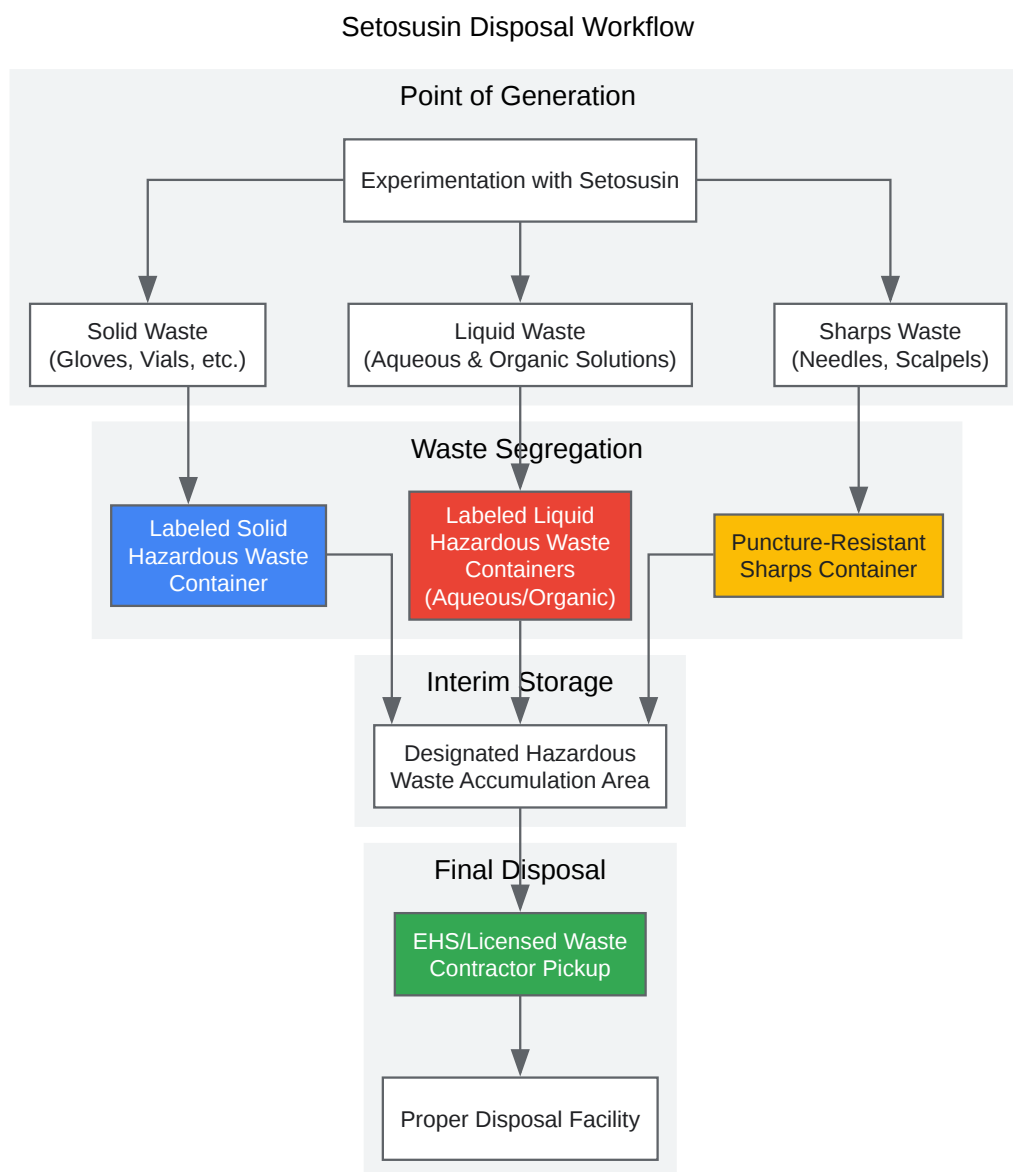 Setosusin Disposal Workflow
Point of Generation
Experimentation with Setosusin
Solid Waste
(Gloves, Vials, etc.)
Liquid Waste
(Aqueous & Organic Solutions)
Sharps Waste
(Needles, Scalpels)
Waste Segregation
Labeled Solid
Hazardous Waste
Container
Labeled Liquid
Hazardous Waste
Containers
(Aqueous/Organic)
Puncture-Resistant
Sharps Container
Interim Storage
Designated Hazardous
Waste Accumulation Area
Final Disposal
EHS/Licensed Waste
Contractor Pickup
Proper Disposal Facility